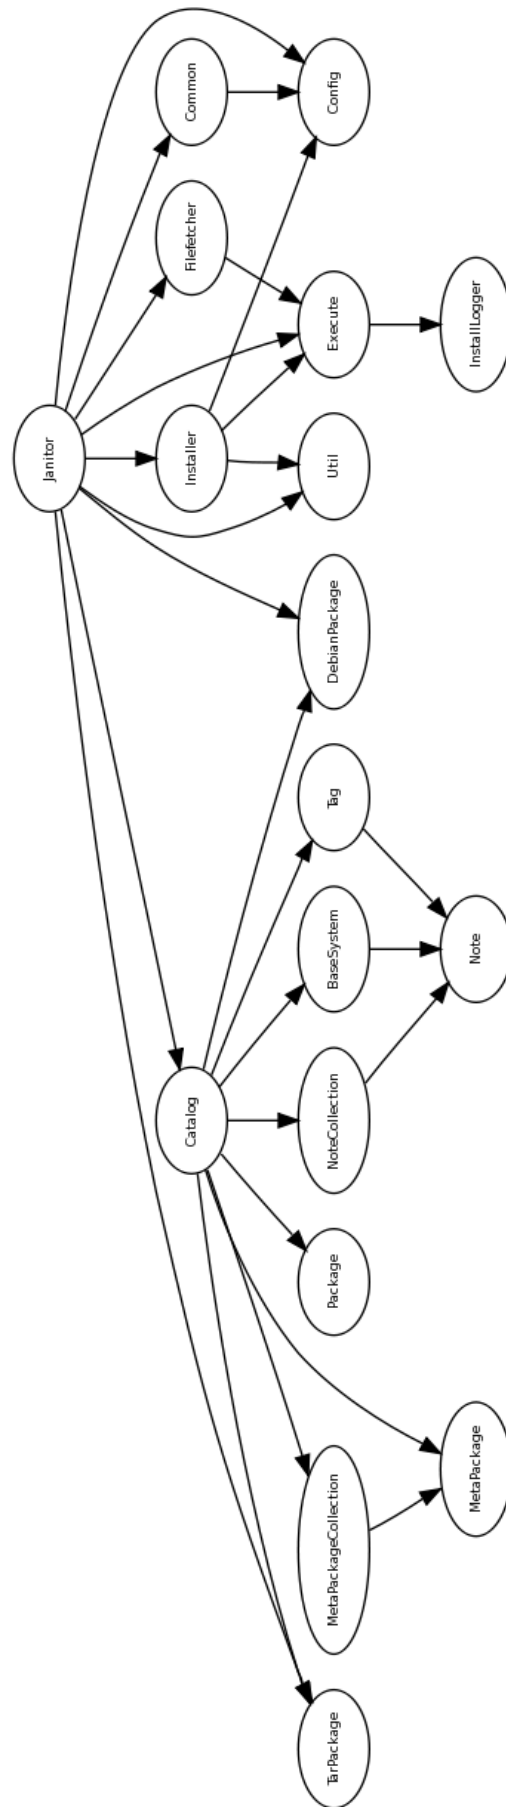 Janitor
Common
Filefetcher
Installer
Catalog
Config
Execute
Util
DebianPackage
Tag
BaseSystem
NoteCollection
Package
MetaPackageCollection
TarPackage
InstallLogger
Note
MetaPackage